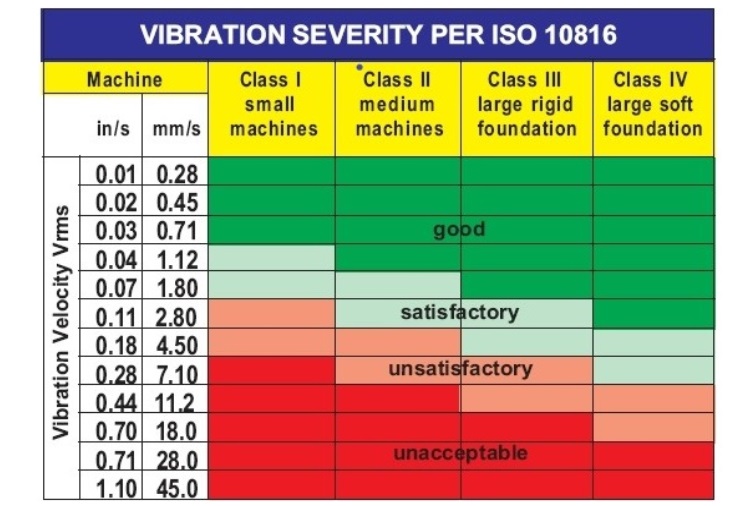 VIBRATION SEVERITY PER ISO 10816
Machine Class I Class II Class III Class IV
small medium large rigid large soft
in/s mm/s machines machines foundation foundation
Vibration Velocity Vrms
0.01 0.28
0.02 0.45
0.03 0.71 good
0.04 1.12
0.07 1.80
0.11 2.80 satisfactory
0.18 4.50
0.28 7.10 unsatisfactory
0.44 11.2
0.70 18.0
0.71 28.0 unacceptable
1.10 45.0